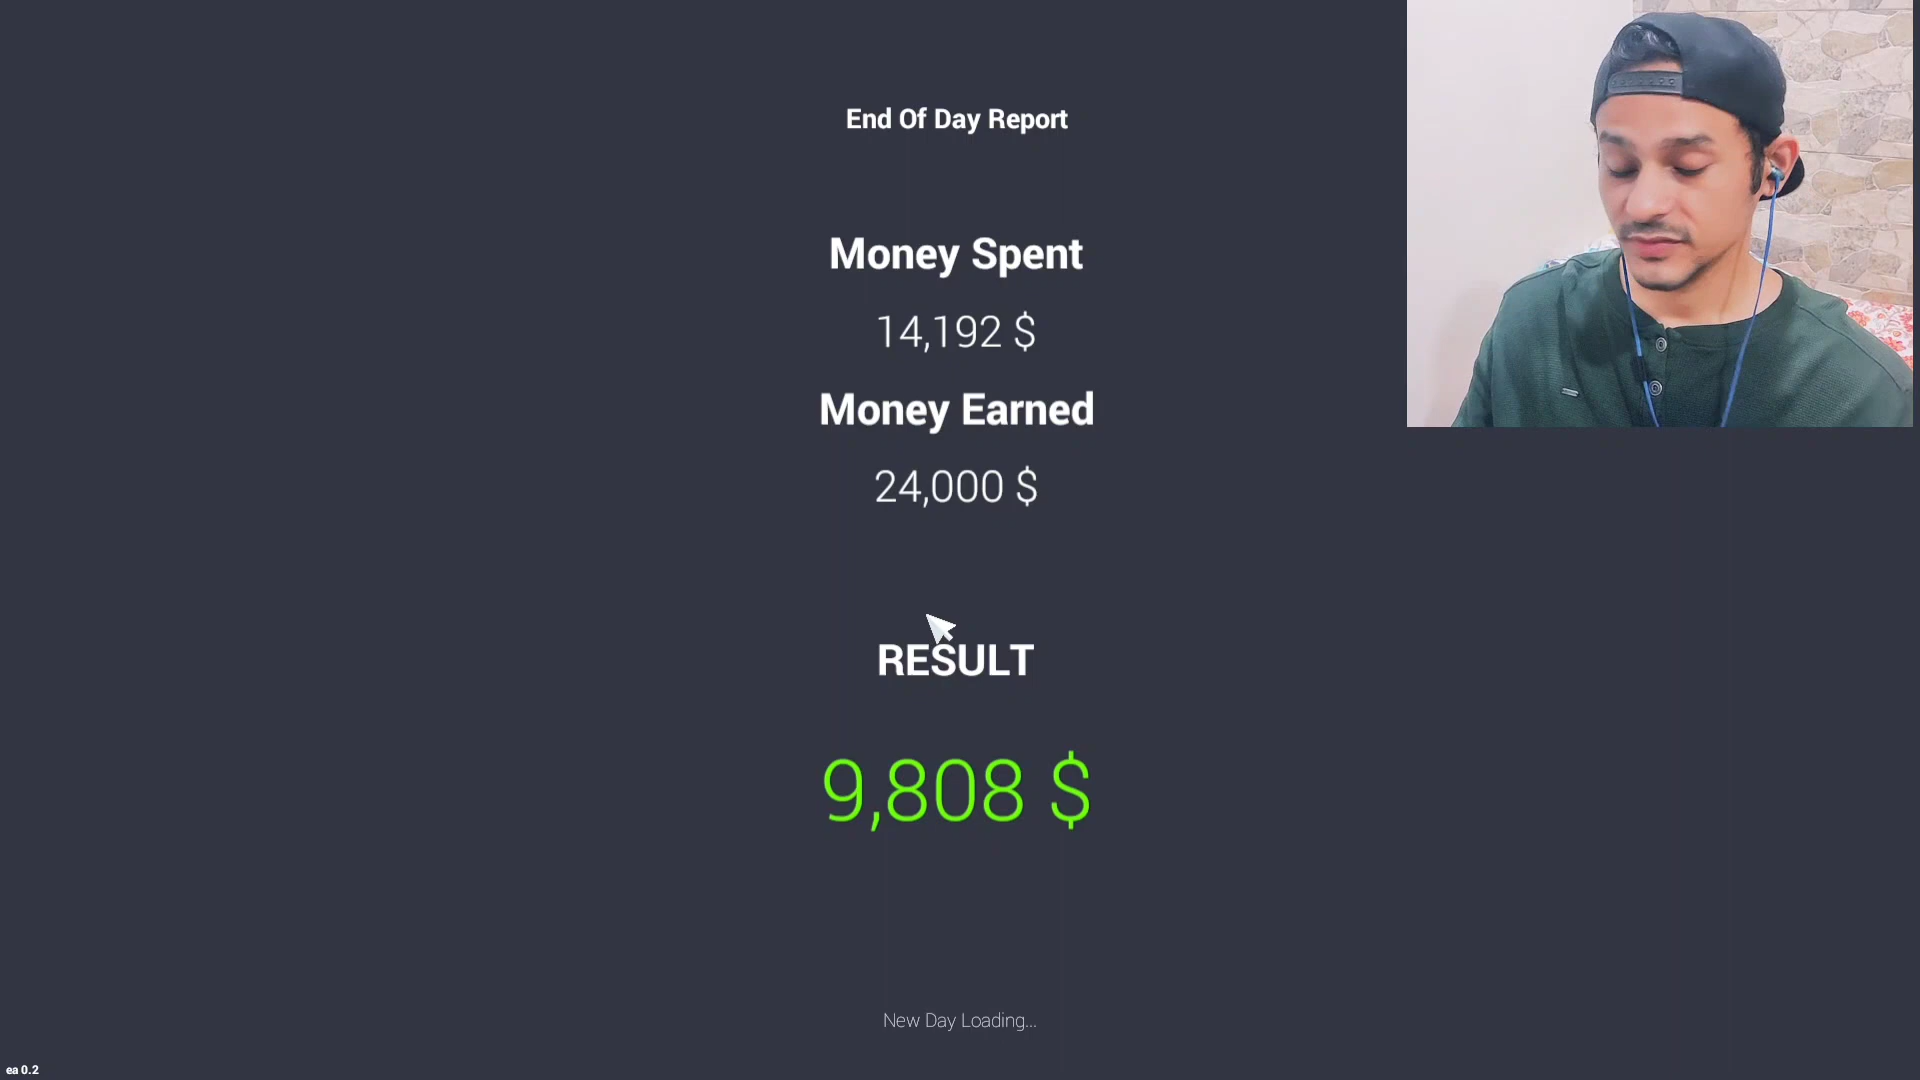 End Of Day Report
Money Spent
14,192 $
Money Earned
24,000 $
RESULT
9,808 $
New Day Loading...
ea 0.2